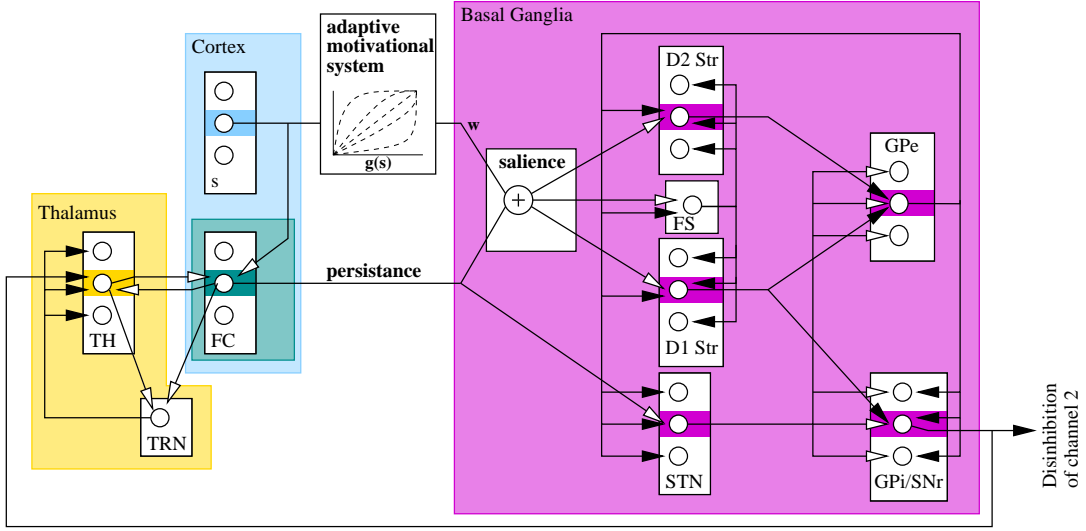 Basal Ganglia
Cortex
adaptive
motivational
system
g(s)
s
w
salience
+
D2 Str
FS
D1 Str
STN
GPe
GPi/SNr
Thalamus
TH
FC
TRN
persistance
Disinhibition
of channel 2